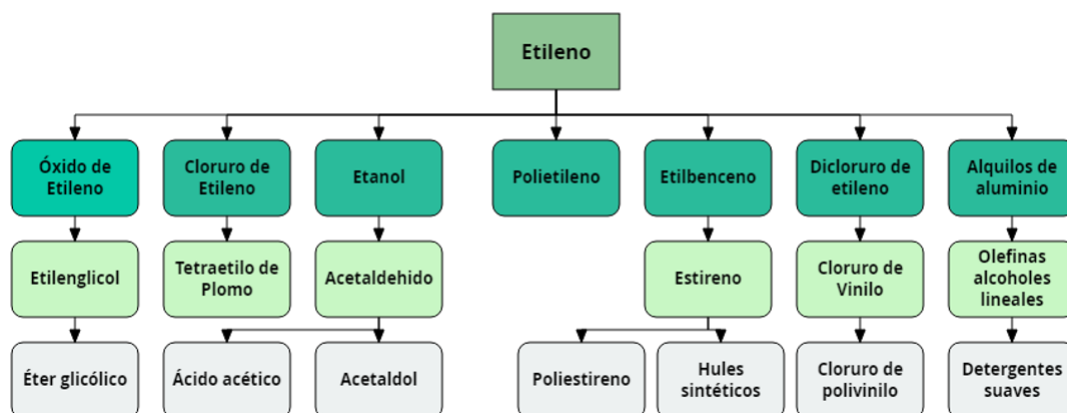 Etileno
Óxido de
Etileno
Cloruro de
Etileno
Etanol
Polietileno
Etilbenceno
Dicloruro de
etileno
Alquilos de
aluminio
Etilenglicol
Tetraetilo de
Plomo
Acetaldehido
Estireno
Cloruro de
Vinilo
Olefinas
alcoholes
lineales
Éter glicólico
Ácido acético
Acetaldol
Poliestireno
Hules
sintéticos
Cloruro de
polivinilo
Detergentes
suaves